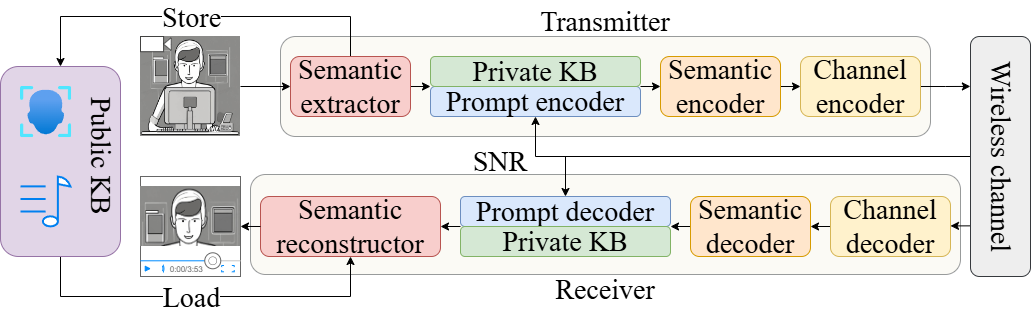 Store
Transmitter
Semantic
extractor
Private KB
Prompt encoder
Semantic
encoder
Channel
encoder
Public KB
Wireless channel
SNR
Semantic
reconstructor
Prompt decoder
Private KB
Semantic
decoder
Channel
decoder
0:00/3:53
Load
Receiver